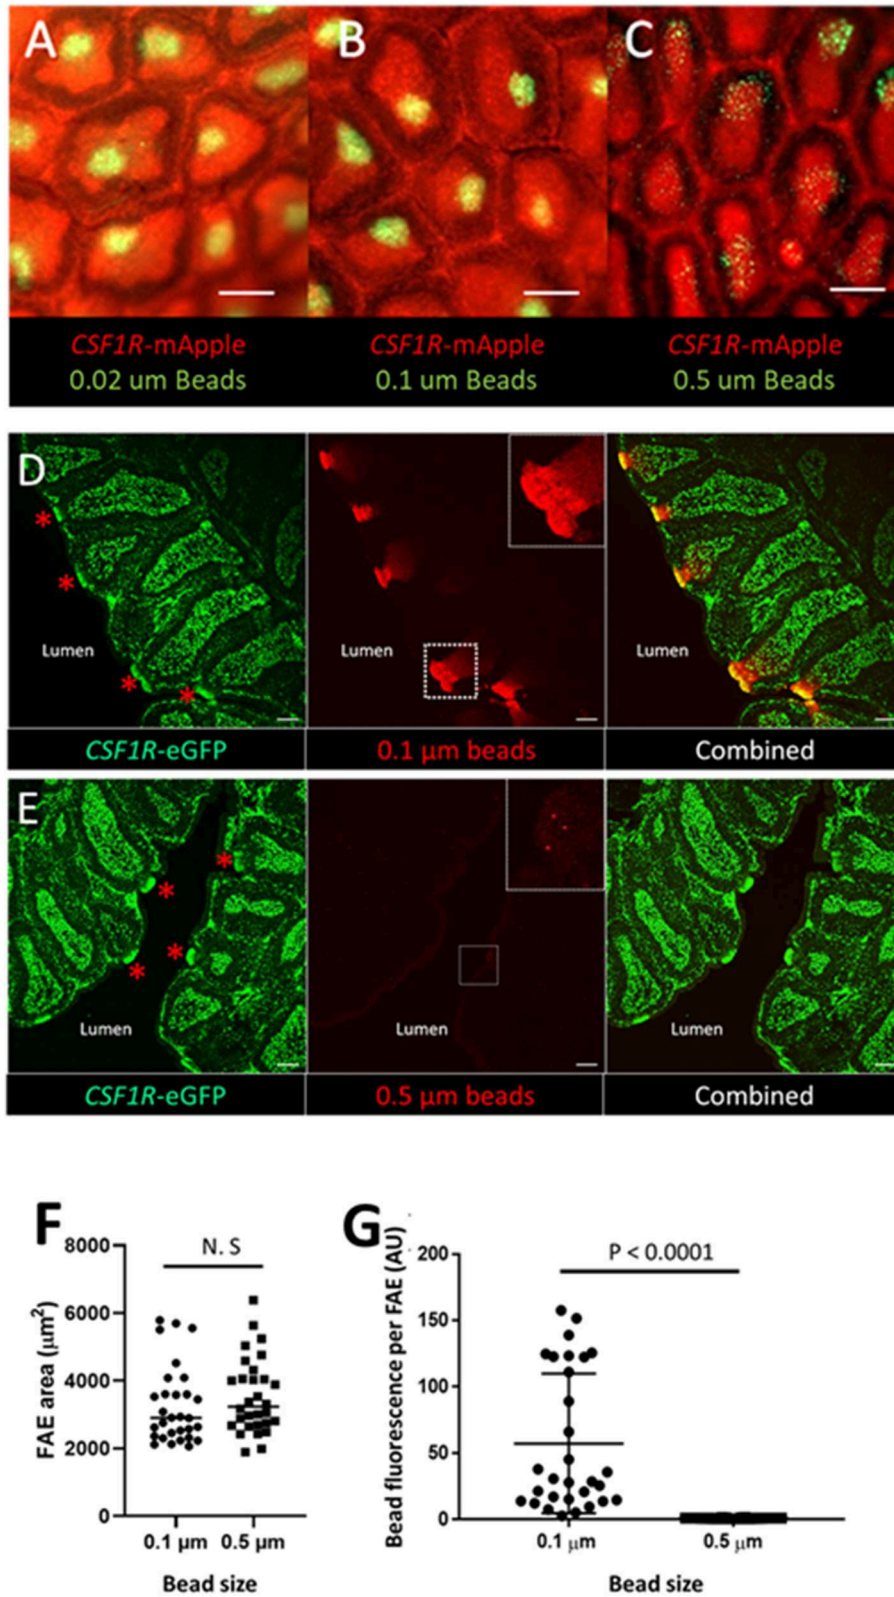 A B C
CSF1R-mApple CSF1R-mApple CSF1R-mApple
0.02 um Beads 0.1 um Beads 0.5 um Beads
D
* * * *
Lumen Lumen Lumen
CSF1R-eGFP 0.1 µm beads Combined
E
* * * *
Lumen Lumen Lumen
CSF1R-eGFP 0.5 µm beads Combined
F
N. S
FAE area (µm²)
8000
6000
4000
2000
0
0.1 µm 0.5 µm
Bead size
G
P < 0.0001
Bead fluorescence per FAE (AU)
200
150
100
50
0
0.1 µm 0.5 µm
Bead size